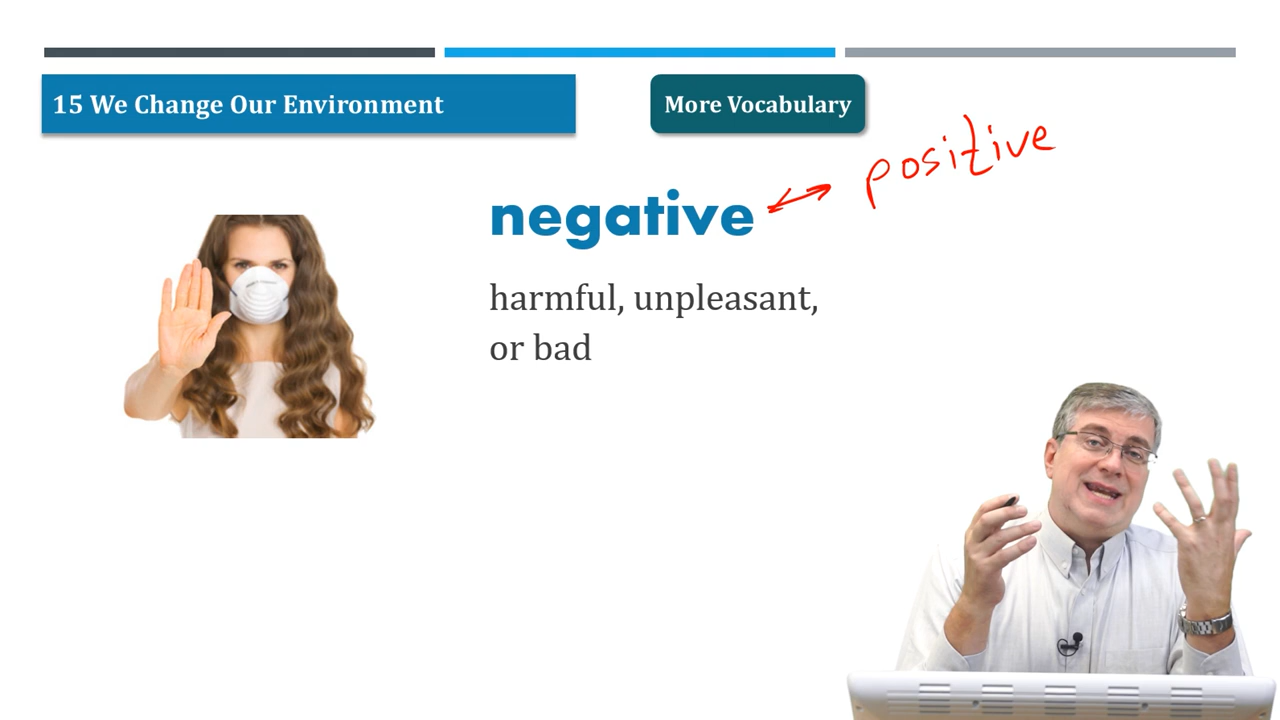 15 We Change Our Environment
More Vocabulary
positive
negative
harmful, unpleasant,
or bad